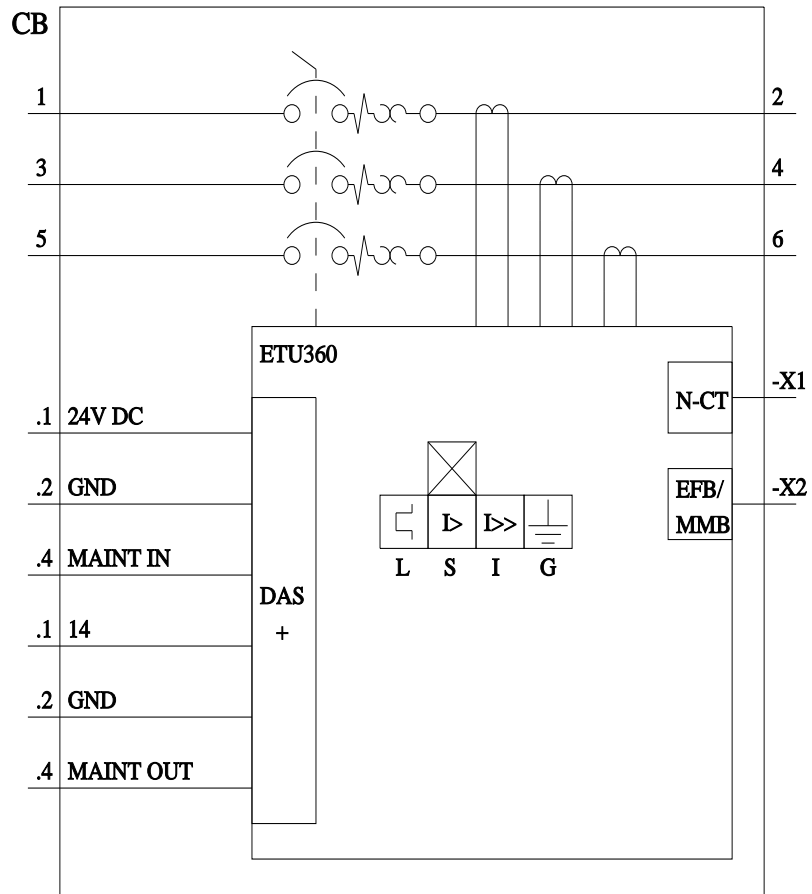 CB
1
2
3
4
5
6
ETU360
-X1
N-CT
.1 24V DC
.2 GND
EFB/
MMB
-X2
I> I>>
.4 MAINT IN
L S I G
DAS
+
.1 14
.2 GND
.4 MAINT OUT